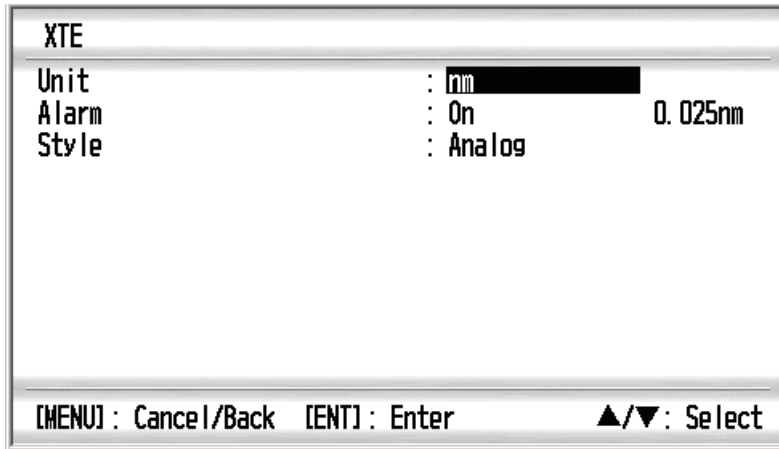 XTE
Unit : nm
Alarm : On 0.025nm
Style : Analog
[MENU]: Cancel/Back [ENT]: Enter ▲/▼: Select